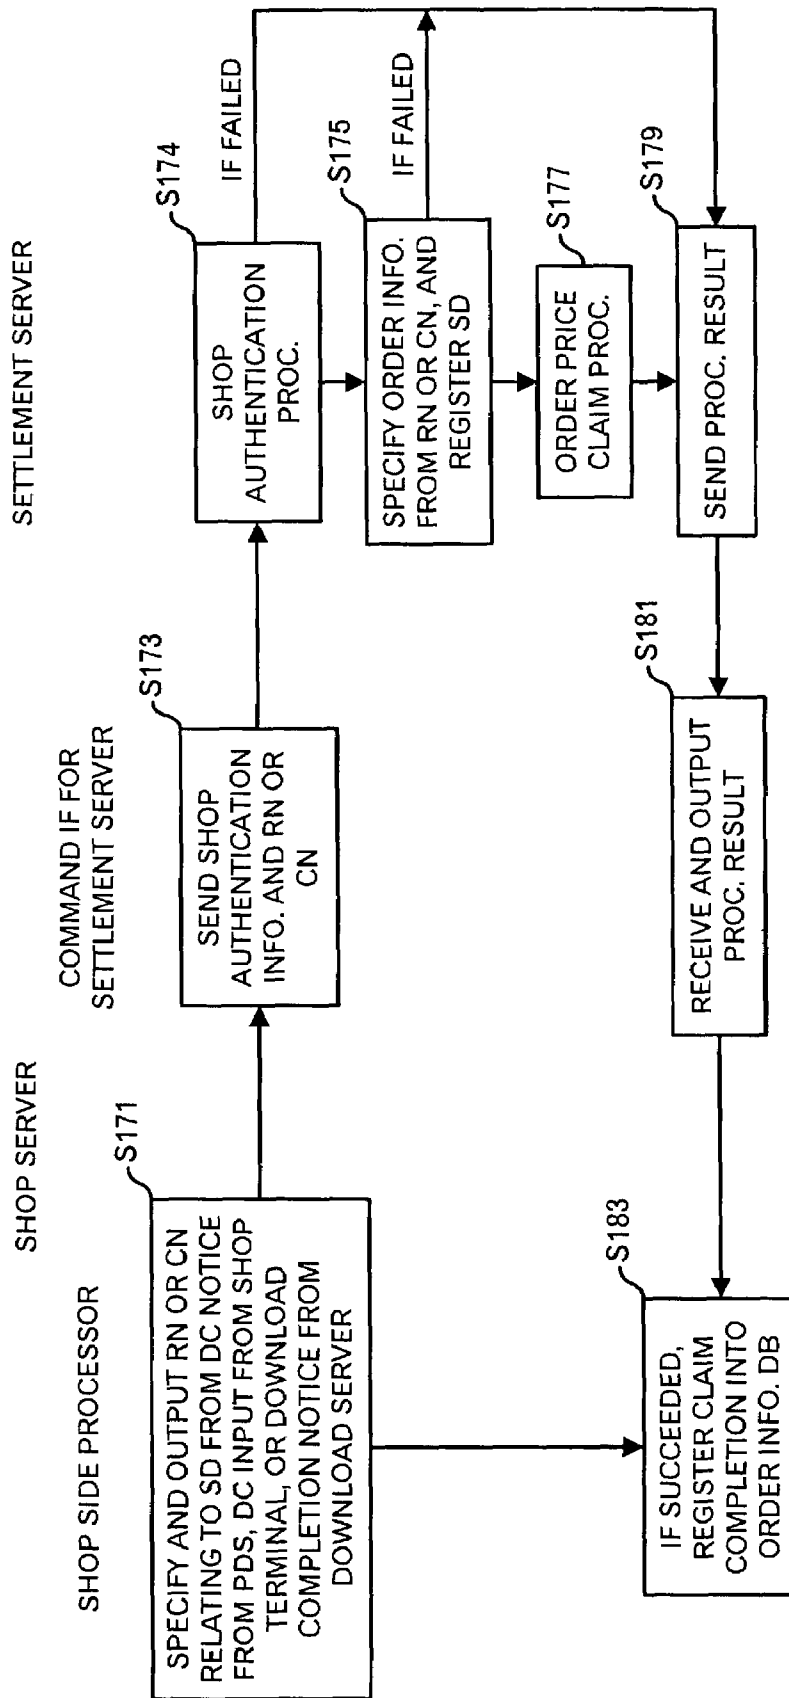 SHOP SERVER
SHOP SIDE PROCESSOR
COMMAND IF FOR
SETTLEMENT SERVER
SETTLEMENT SERVER
S171
SPECIFY AND OUTPUT RN OR CN
RELATING TO SD FROM DC NOTICE
FROM PDS, DC INPUT FROM SHOP
TERMINAL, OR DOWNLOAD
COMPLETION NOTICE FROM
DOWNLOAD SERVER
S173
SEND SHOP
AUTHENTICATION
INFO. AND RN OR
CN
S174
SHOP
AUTHENTICATION
PROC.
IF FAILED
S175
SPECIFY ORDER INFO.
FROM RN OR CN, AND
REGISTER SD
IF FAILED
S177
ORDER PRICE
CLAIM PROC.
S179
SEND PROC. RESULT
S181
RECEIVE AND OUTPUT
PROC. RESULT
S183
IF SUCCEEDED,
REGISTER CLAIM
COMPLETION INTO
ORDER INFO. DB